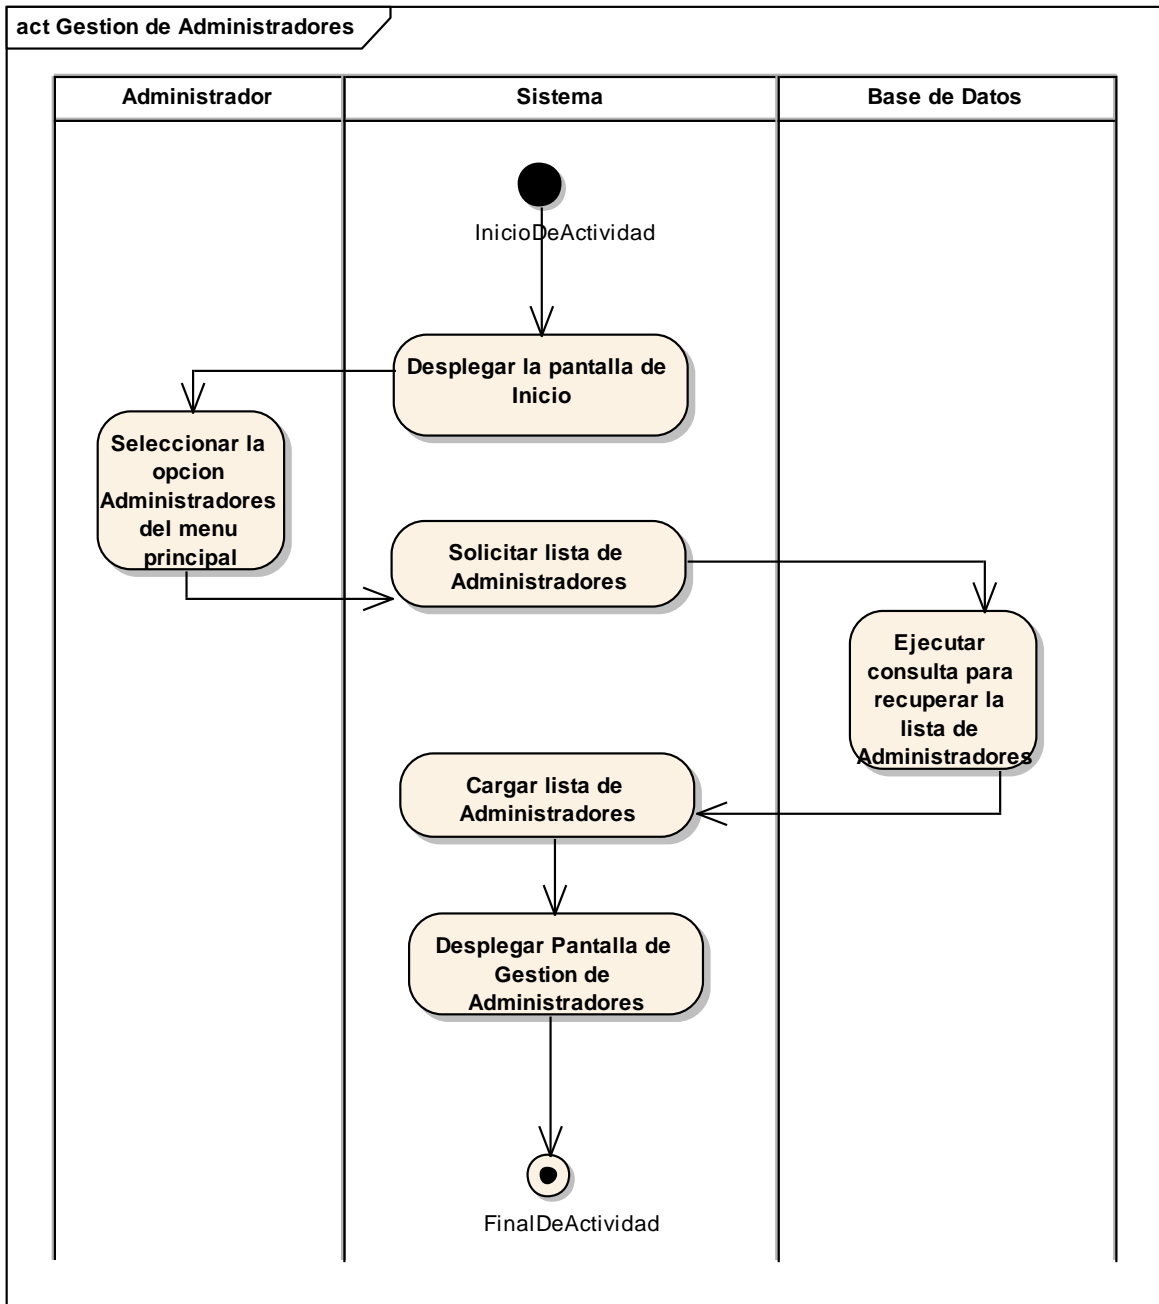 act Gestion de Administradores
Administrador
Sistema
Base de Datos
InicioDeActividad
Desplegar la pantalla de
Inicio
Seleccionar la
opcion
Administradores
del menu
principal
Solicitar lista de
Administradores
Ejecutar
consulta para
recuperar la
lista de
Administradores
Cargar lista de
Administradores
Desplegar Pantalla de
Gestion de
Administradores
FinalDeActividad